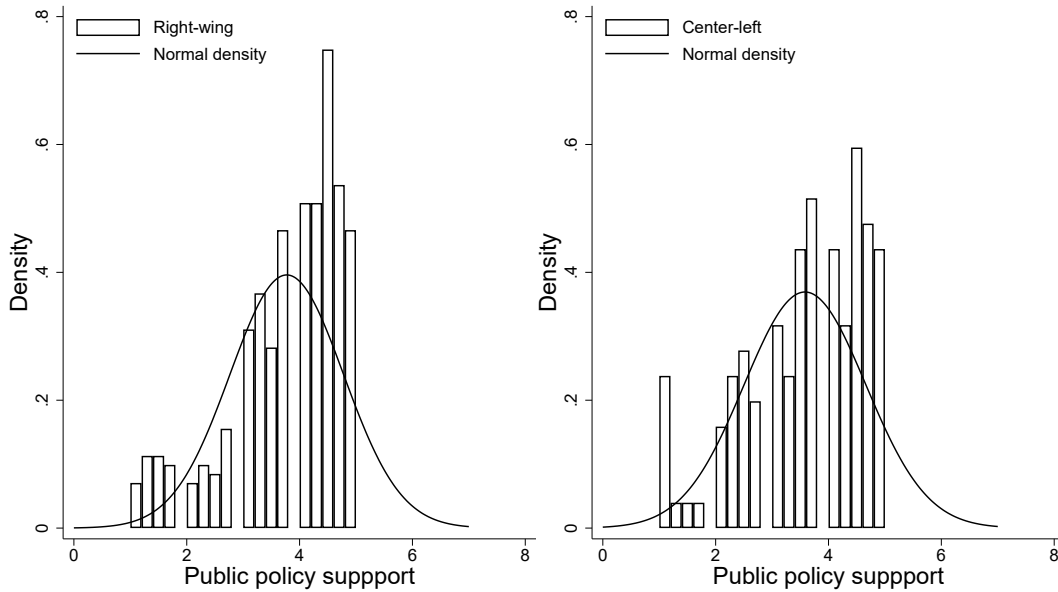 .8
Right-wing
Normal density
.6
.4
.2
0
Density
0 2 4 6 8
Public policy suppport
.8
Center-left
Normal density
.6
.4
.2
0
Density
0 2 4 6 8
Public policy suppport